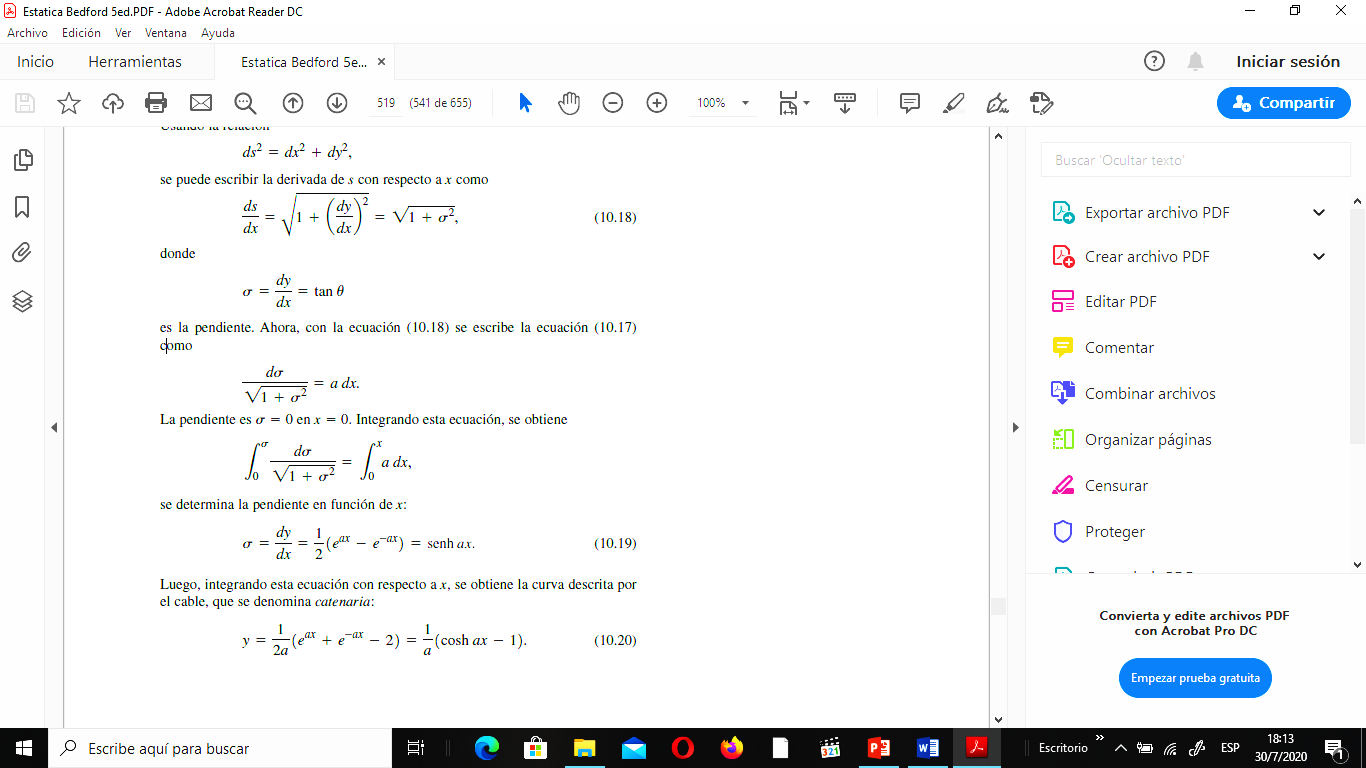 Estatica Bedford 5ed.PDF - Adobe Acrobat Reader DC
Archivo Edición Ver Ventana Ayuda
Inicio Herramientas Estatica Bedford 5e... × Iniciar sesión
519 (541 de 655) 100% Compartir
Usando la relación
ds² = dx² + dy²,
se puede escribir la derivada de s con respecto a x como
ds/dx = √(1 + (dy/dx)²) = √(1 + σ²), (10.18)
donde
σ = dy/dx = tan θ
es la pendiente. Ahora, con la ecuación (10.18) se escribe la ecuación (10.17)
como
dσ/√(1 + σ²) = a dx.
La pendiente es σ = 0 en x = 0. Integrando esta ecuación, se obtiene
∫₀^σ dσ/√(1 + σ²) = ∫₀^x a dx,
se determina la pendiente en función de x:
σ = dy/dx = 1/2(e^ax − e^−ax) = senh ax. (10.19)
Luego, integrando esta ecuación con respecto a x, se obtiene la curva descrita por
el cable, que se denomina catenaria:
y = 1/2a(e^ax + e^−ax − 2) = 1/a(cosh ax − 1). (10.20)
Buscar 'Ocultar texto'
Exportar archivo PDF
Crear archivo PDF
Editar PDF
Comentar
Combinar archivos
Organizar páginas
Censurar
Proteger
Convierta y edite archivos PDF
con Acrobat Pro DC
Empezar prueba gratuita
Escribe aquí para buscar
321
Escritorio » ESP
18:13
30/7/2020
1